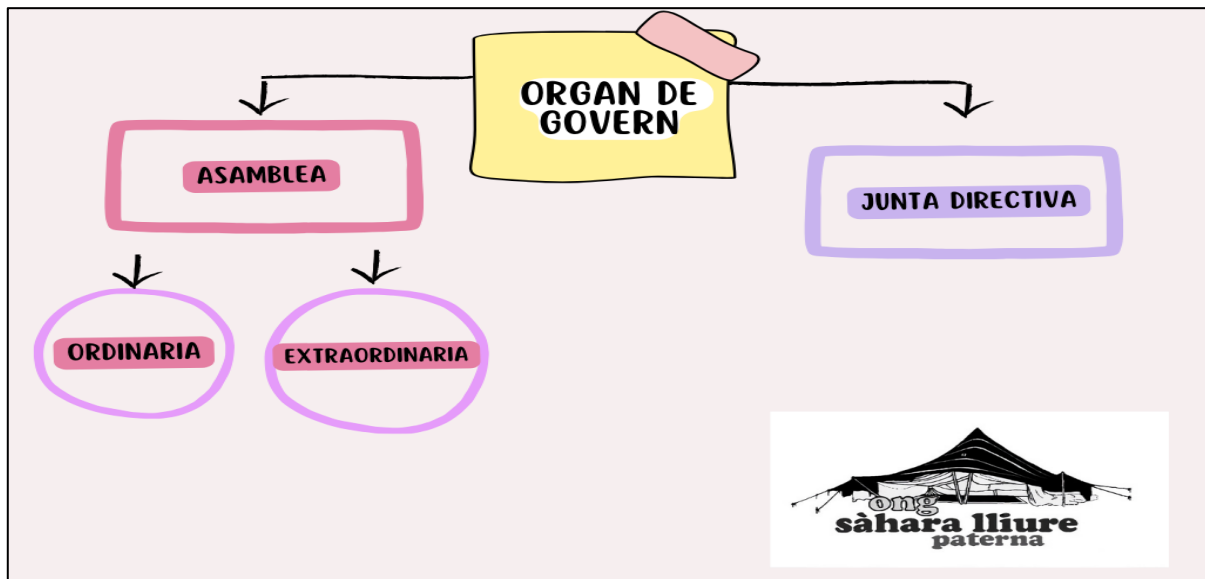 ORGAN DE
GOVERN
ASAMBLEA
JUNTA DIRECTIVA
ORDINARIA
EXTRAORDINARIA
ong
sàhara lliure
paterna